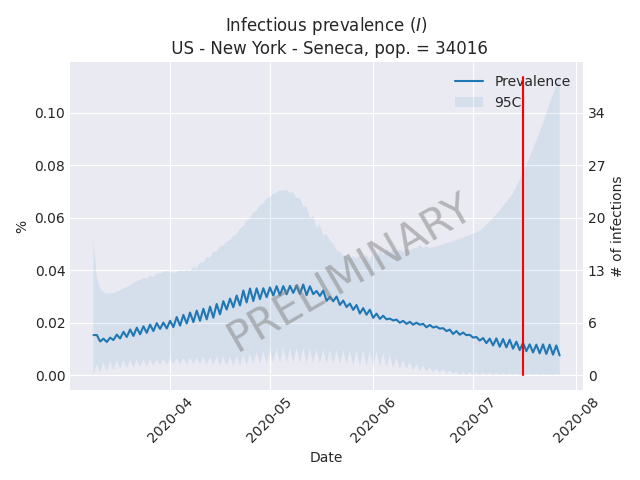 Infectious prevalence (I)
US - New York - Seneca, pop. = 34016
Prevalence
95CI
0.10
0.08
0.06
0.04
0.02
0.00
%
34
27
20
13
6
0
# of infections
PRELIMINARY
2020-04
2020-05
2020-06
2020-07
2020-08
Date